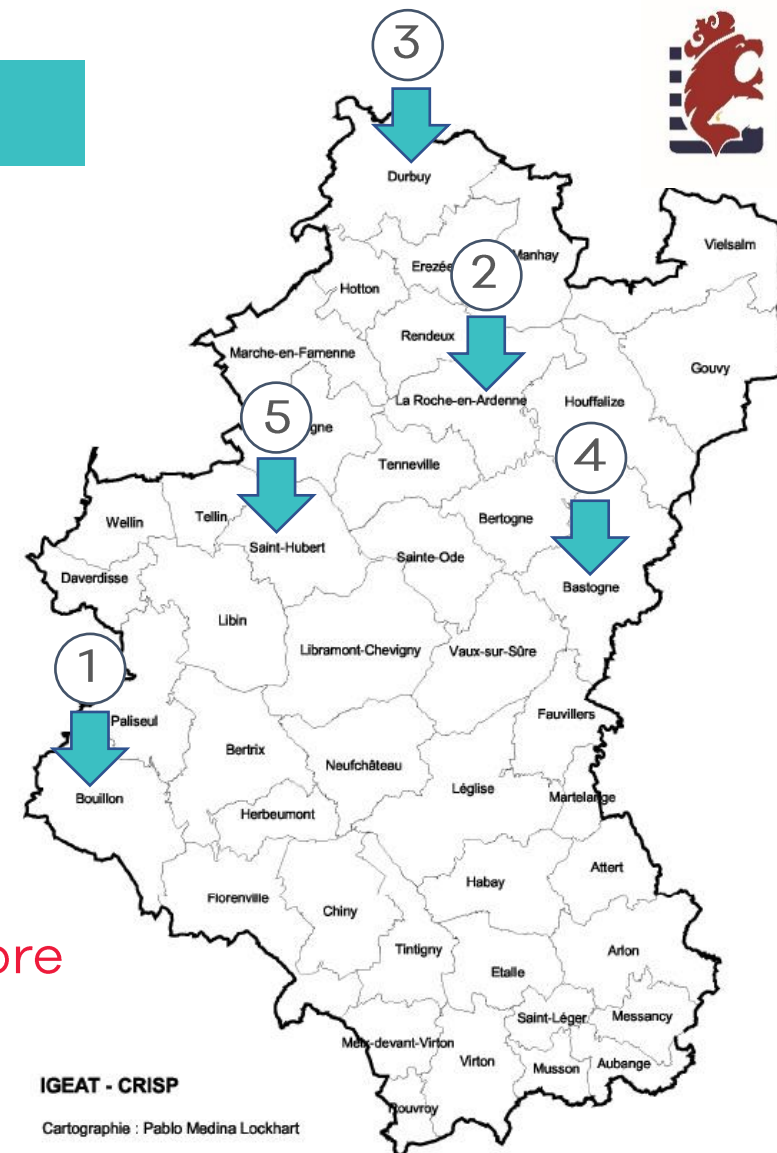 3
Durbuy
Vielsalm
Manhay
Erezée
2
Hotton
Rendeux
Marche-en-Famenne
Gouvy
La Roche-en-Ardenne
Houffalize
5
gne
4
Tenneville
Wellin
Tellin
Bertogne
Saint-Hubert
Sainte-Ode
Daverdisse
Bastogne
Libin
Libramont-Chevigny
Vaux-sur-Sûre
1
Paliseul
Fauvillers
Bertrix
Neufchâteau
Léglise
Bouillon
Martelange
Herbeumont
Attert
Habay
Florenville
Chiny
bre
Tintigny
Arlon
Etalle
Saint-Léger
Messancy
Meix-devant-Virton
Virton
Musson
Aubange
IGEAT - CRISP
Rouvroy
Cartographie : Pablo Medina Lockhart